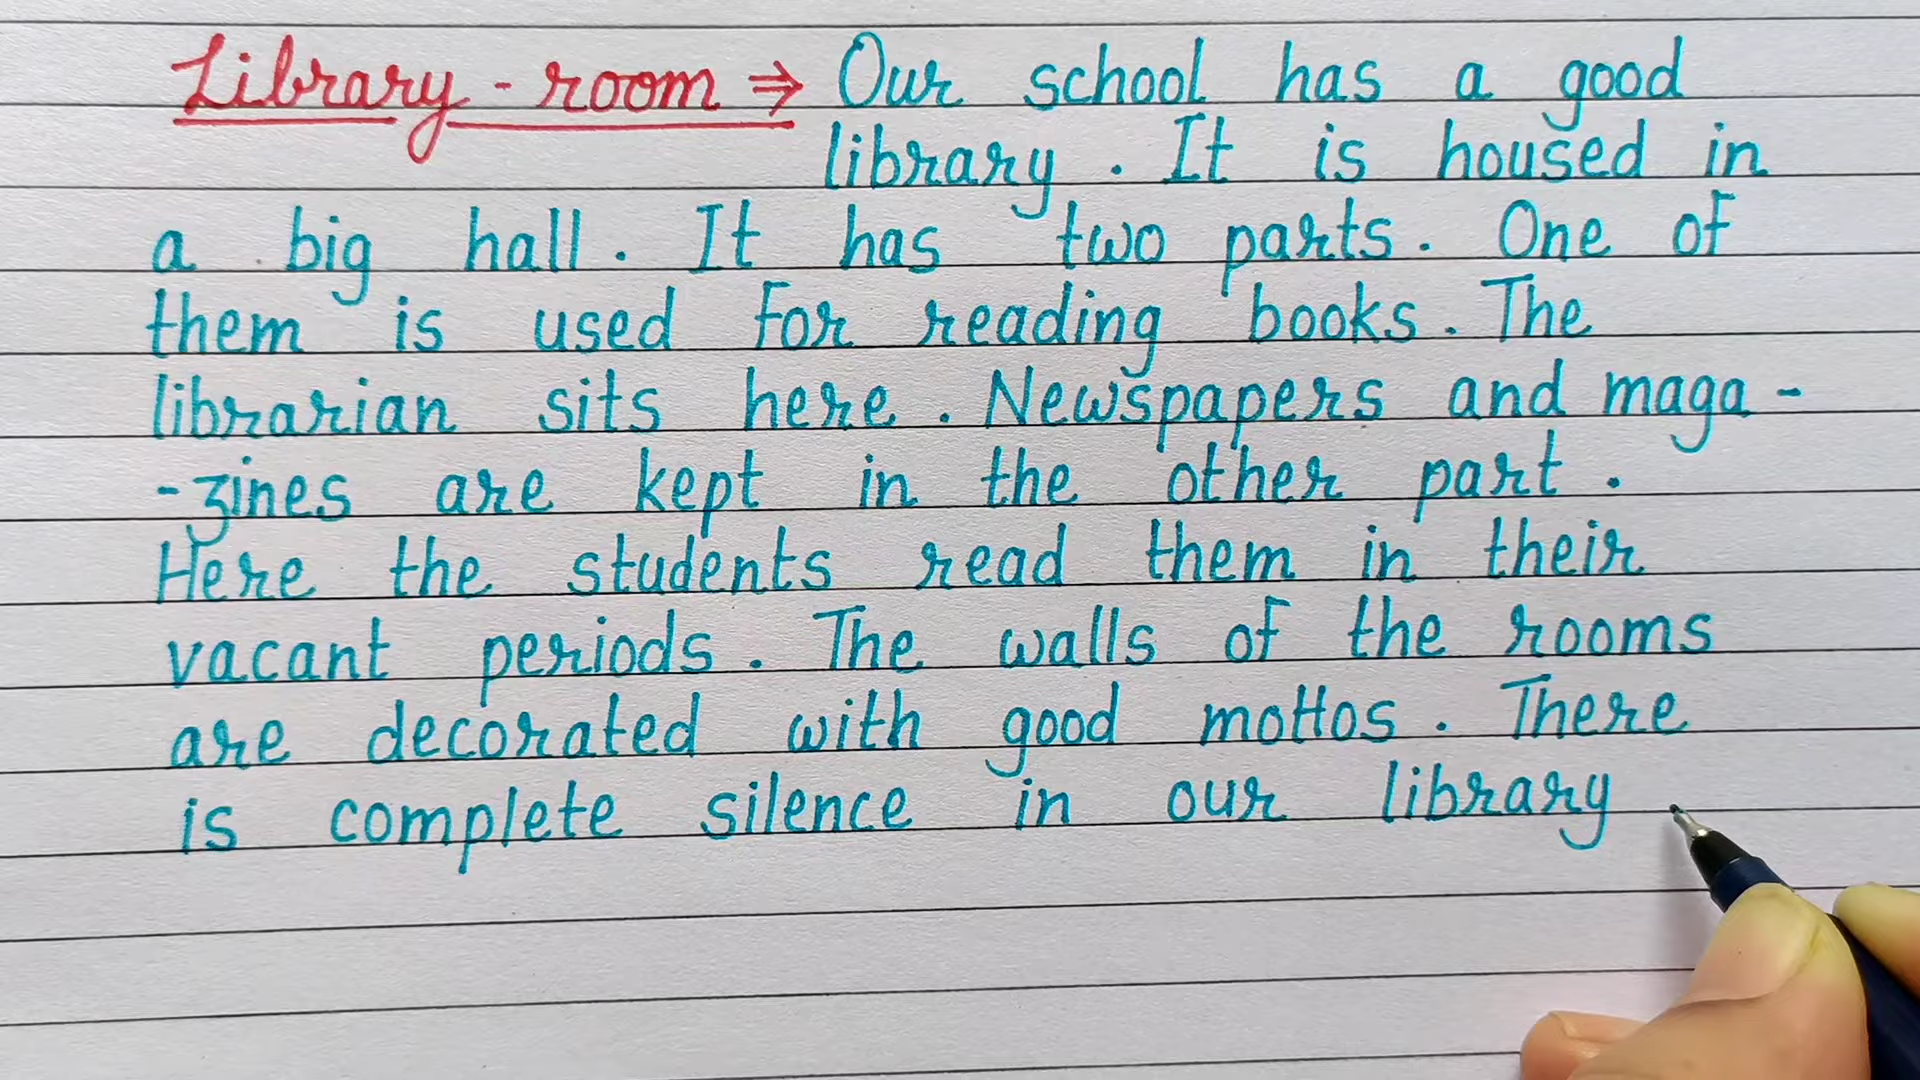 Library - room ⇒ Our school has a good
library. It is housed in
a big hall. It has two parts. One of
them is used for reading books. The
librarian sits here. Newspapers and maga-
-zines are kept in the other part.
Here the students read them in their
vacant periods. The walls of the rooms
are decorated with good mottos. There
is complete silence in our library.